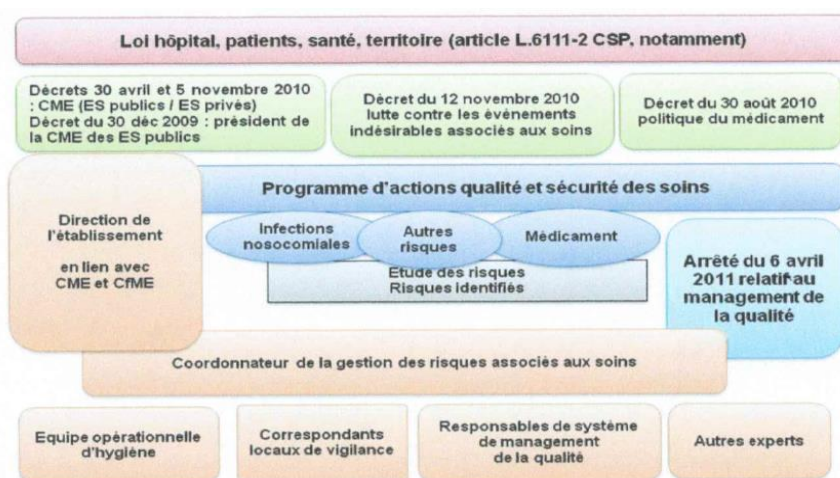 Loi hôpital, patients, santé, territoire (article L.6111-2 CSP, notamment)
Décrets 30 avril et 5 novembre 2010
: CME (ES publics / ES privés)
Décret du 30 déc 2009 : président de
la CME des ES publics
Décret du 12 novembre 2010
lutte contre les évènements
indésirables associés aux soins
Décret du 30 août 2010
politique du médicament
Programme d'actions qualité et sécurité des soins
Direction de
l'établissement
en lien avec
CME et CfME
Infections
nosocomiales
Autres
risques
Médicament
Etude des risques
Risques identifiés
Arrêté du 6 avril
2011 relatif au
management de
la qualité
Coordonnateur de la gestion des risques associés aux soins
Equipe opérationnelle
d'hygiène
Correspondants
locaux de vigilance
Responsables de système
de management
de la qualité
Autres experts